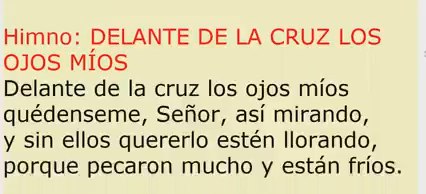 Himno: DELANTE DE LA CRUZ LOS
OJOS MÍOS
Delante de la cruz los ojos míos
quédenseme, Señor, así mirando,
y sin ellos quererlo estén llorando,
porque pecaron mucho y están fríos.